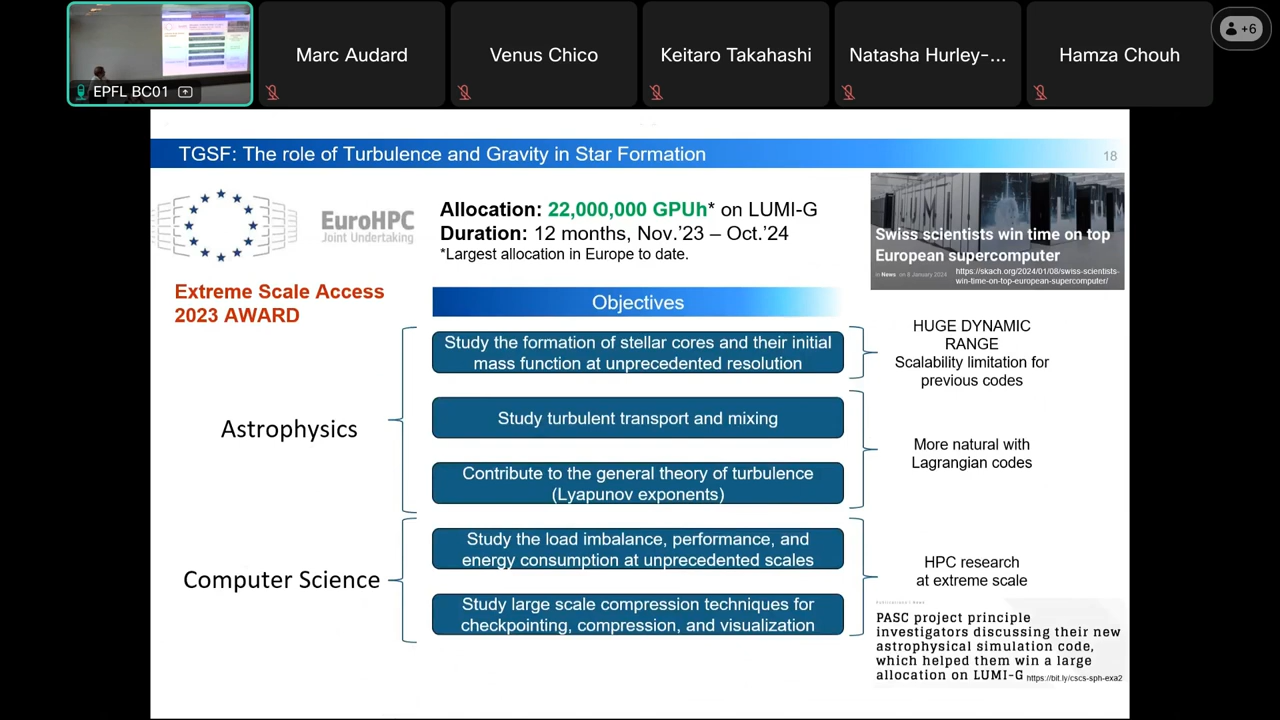 EPFL BC01
Marc Audard
Venus Chico
Keitaro Takahashi
Natasha Hurley-...
Hamza Chouh
+6
TGSF: The role of Turbulence and Gravity in Star Formation
18
EuroHPC
Joint Undertaking
Extreme Scale Access
2023 AWARD
Allocation: 22,000,000 GPUh* on LUMI-G
Duration: 12 months, Nov.'23 – Oct.'24
*Largest allocation in Europe to date.
LUMI
Swiss scientists win time on top
European supercomputer
in News on 8 January 2024
https://skach.org/2024/01/08/swiss-scientists-
win-time-on-top-european-supercomputer/
Objectives
Astrophysics
Study the formation of stellar cores and their initial
mass function at unprecedented resolution
Study turbulent transport and mixing
Contribute to the general theory of turbulence
(Lyapunov exponents)
HUGE DYNAMIC
RANGE
Scalability limitation for
previous codes
More natural with
Lagrangian codes
Computer Science
Study the load imbalance, performance, and
energy consumption at unprecedented scales
Study large scale compression techniques for
checkpointing, compression, and visualization
HPC research
at extreme scale
PASC project principle
investigators discussing their new
astrophysical simulation code,
which helped them win a large
allocation on LUMI-G https://bit.ly/cscs-sph-exa2